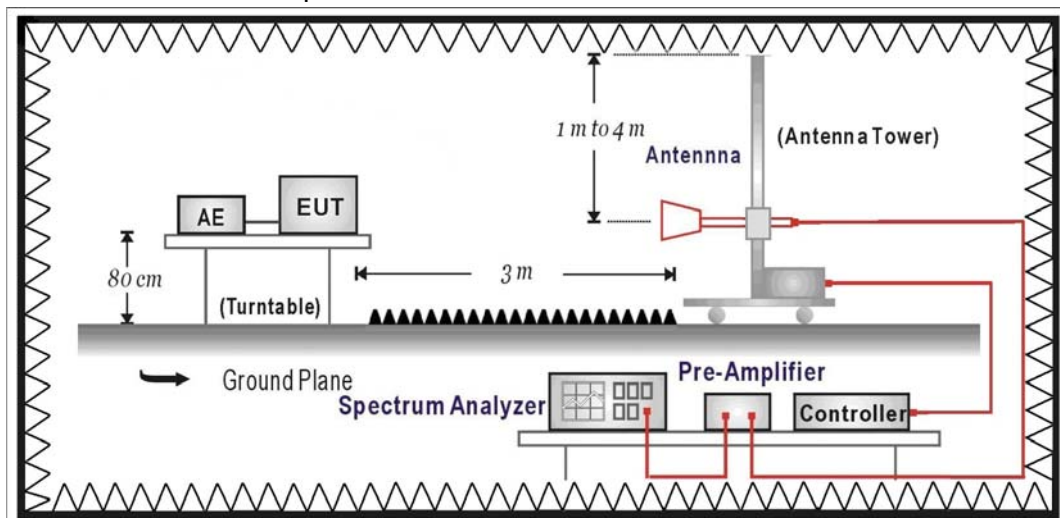 1 m to 4 m
(Antenna Tower)
Antennna
AE
EUT
80 cm
3 m
(Turntable)
Ground Plane
Pre-Amplifier
Spectrum Analyzer
Controller